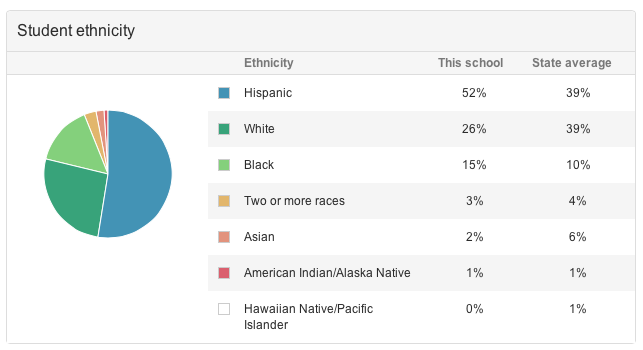 Student ethnicity
Ethnicity This school State average
Hispanic 52% 39%
White 26% 39%
Black 15% 10%
Two or more races 3% 4%
Asian 2% 6%
American Indian/Alaska Native 1% 1%
Hawaiian Native/Pacific 0% 1%
Islander